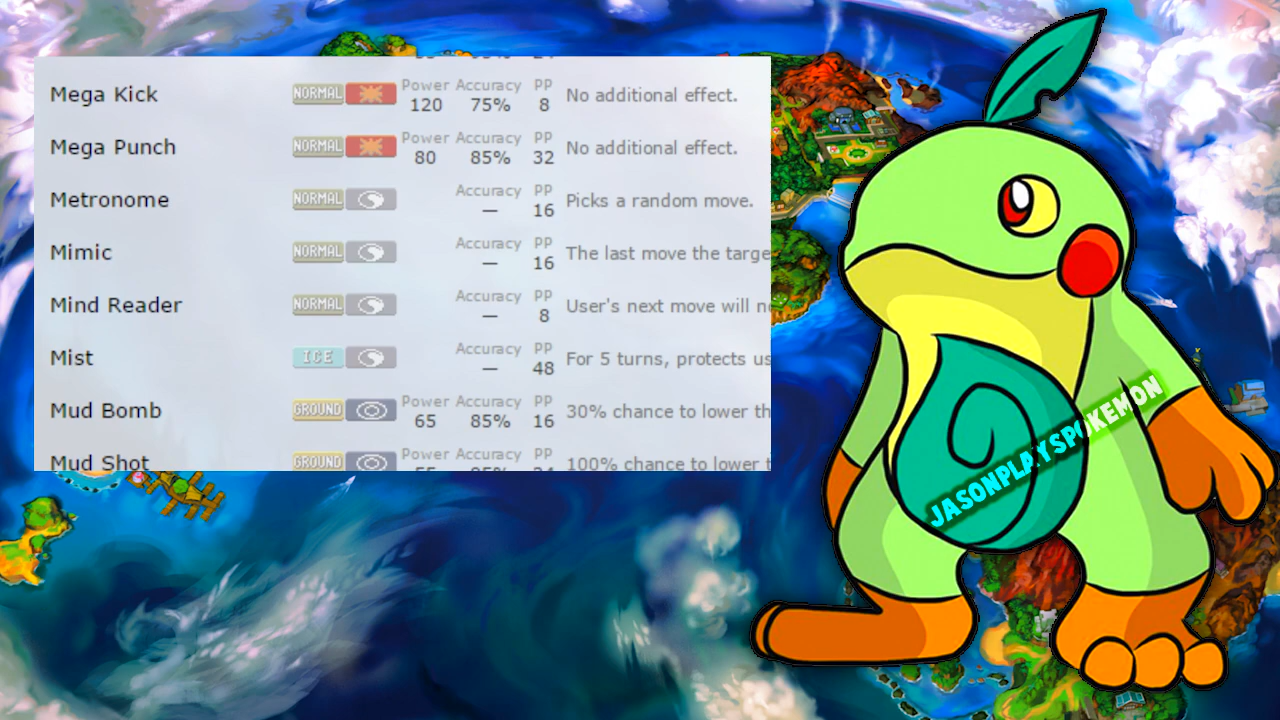 Mega Kick NORMAL Power 120 Accuracy 75% PP 8 No additional effect.
Mega Punch NORMAL Power 80 Accuracy 85% PP 32 No additional effect.
Metronome NORMAL Accuracy — PP 16 Picks a random move.
Mimic NORMAL Accuracy — PP 16 The last move the targe
Mind Reader NORMAL Accuracy — PP 8 User's next move will n
Mist ICE Accuracy — PP 48 For 5 turns, protects us
Mud Bomb GROUND Power 65 Accuracy 85% PP 16 30% chance to lower th
Mud Shot GROUND Power 55 Accuracy 95% PP 24 100% chance to lower t
JASONPLAYSPOKEMON